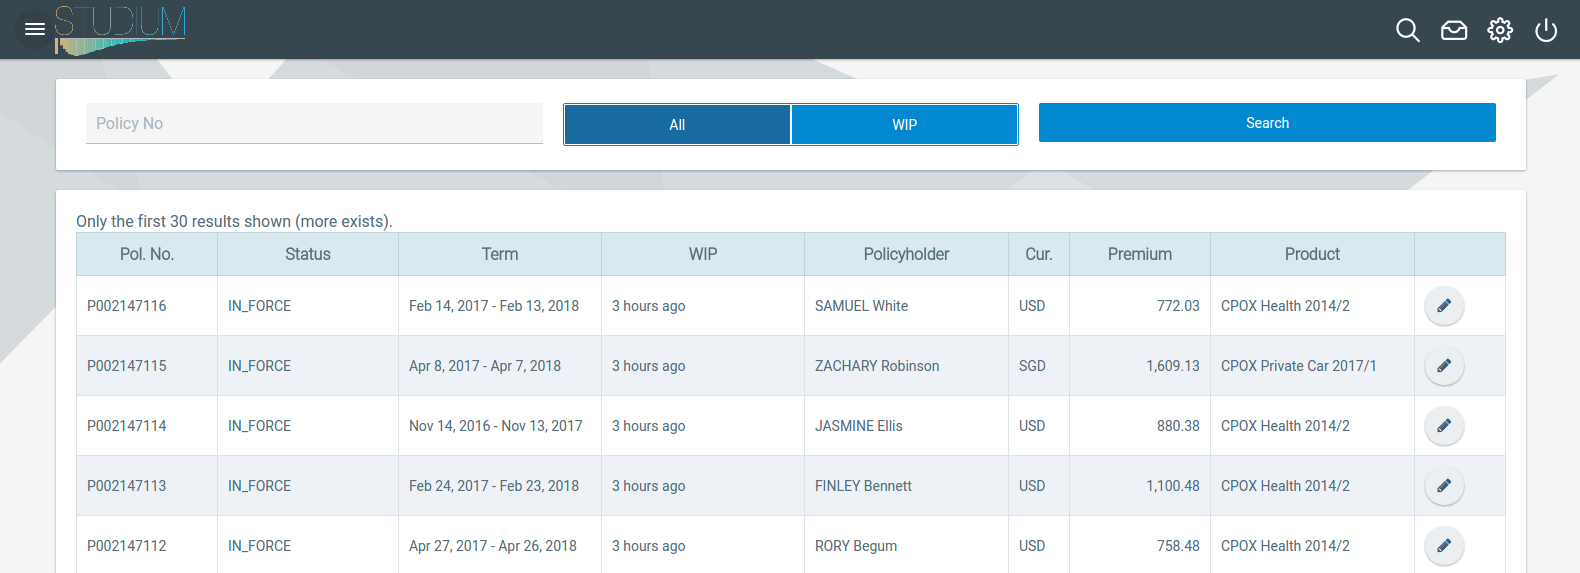 STUDIUM
Policy No
All
WIP
Search
Only the first 30 results shown (more exists).
Pol. No. Status Term WIP Policyholder Cur. Premium Product
P002147116 IN_FORCE Feb 14, 2017 - Feb 13, 2018 3 hours ago SAMUEL White USD 772.03 CPOX Health 2014/2
P002147115 IN_FORCE Apr 8, 2017 - Apr 7, 2018 3 hours ago ZACHARY Robinson SGD 1,609.13 CPOX Private Car 2017/1
P002147114 IN_FORCE Nov 14, 2016 - Nov 13, 2017 3 hours ago JASMINE Ellis USD 880.38 CPOX Health 2014/2
P002147113 IN_FORCE Feb 24, 2017 - Feb 23, 2018 3 hours ago FINLEY Bennett USD 1,100.48 CPOX Health 2014/2
P002147112 IN_FORCE Apr 27, 2017 - Apr 26, 2018 3 hours ago RORY Begum USD 758.48 CPOX Health 2014/2